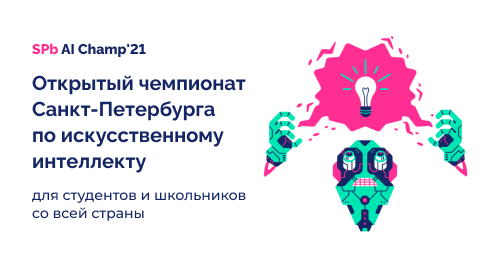 SPb AI Champ'21
Открытый чемпионат
Санкт-Петербурга
по искусственному
интеллекту
для студентов и школьников
со всей страны